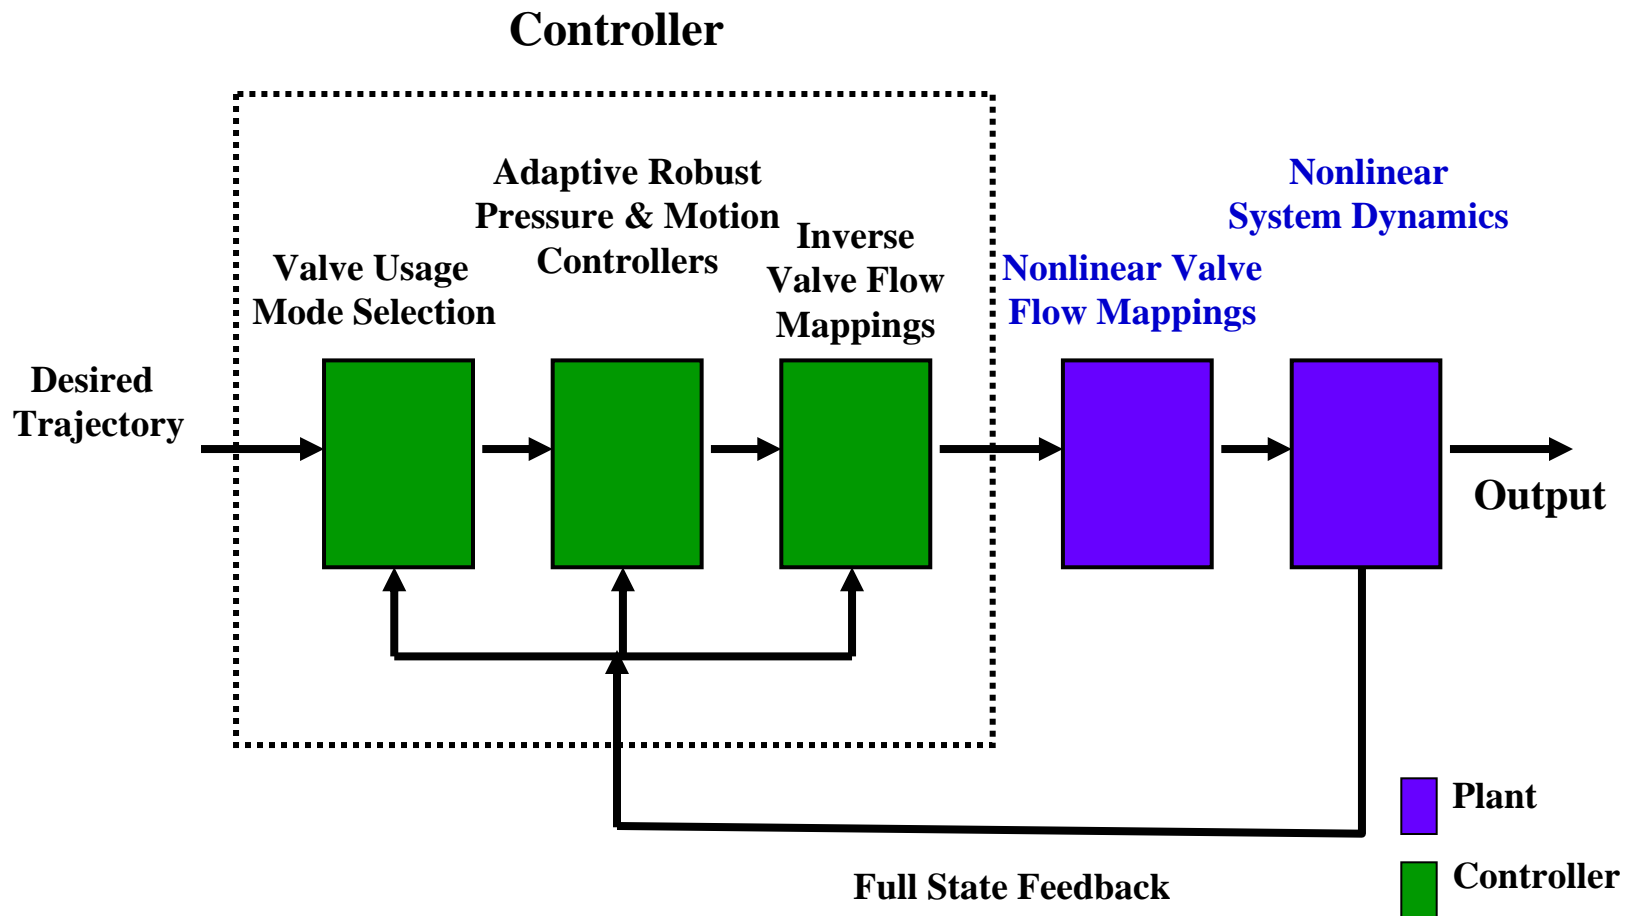 Controller
Adaptive Robust
Pressure & Motion
Controllers
Nonlinear
System Dynamics
Inverse
Valve Flow
Mappings
Valve Usage
Mode Selection
Nonlinear Valve
Flow Mappings
Desired
Trajectory
Output
Plant
Controller
Full State Feedback